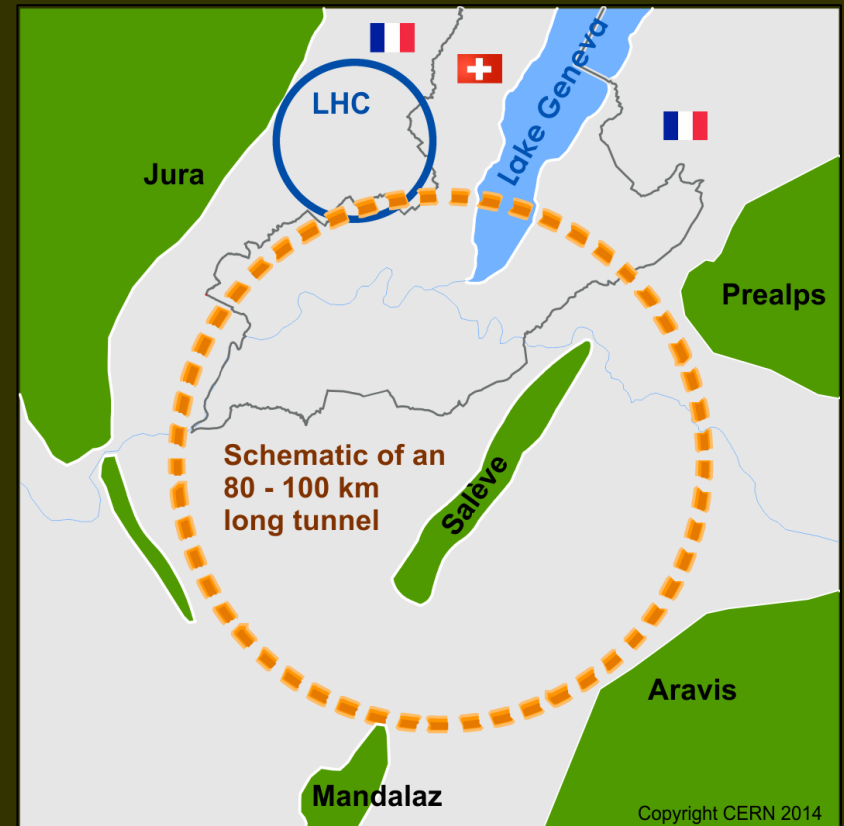 LHC
Lake Geneva
Jura
Prealps
Schematic of an
80 - 100 km
long tunnel
Salève
Aravis
Mandalaz
Copyright CERN 2014